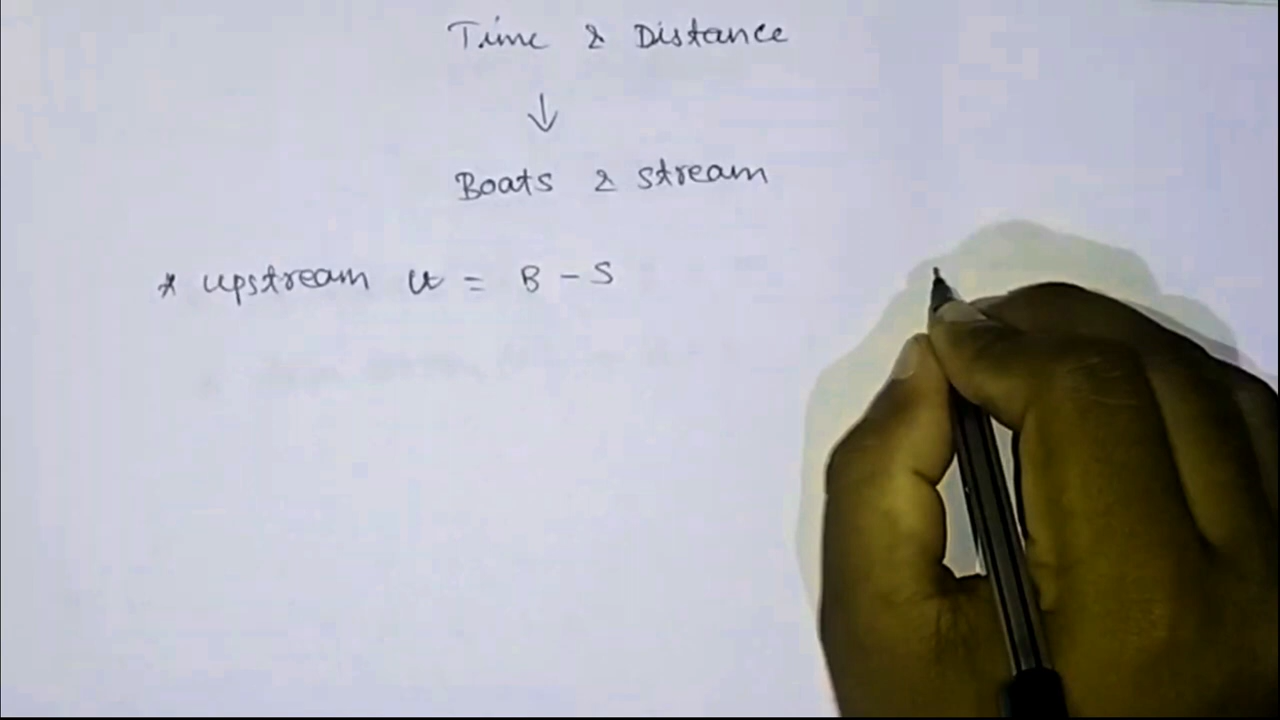 Time & Distance
↓
Boats & stream
* upstream u = B - S